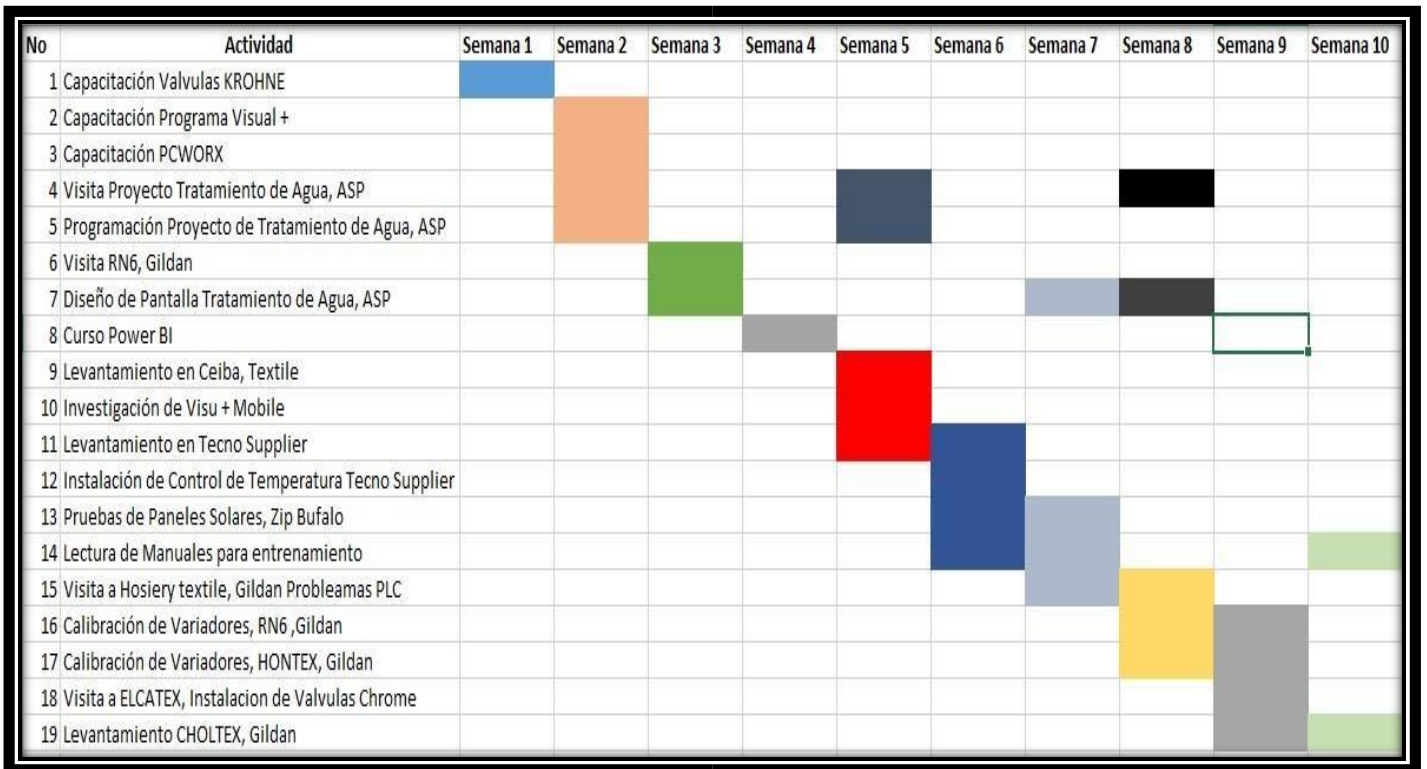 No Actividad Semana 1 Semana 2 Semana 3 Semana 4 Semana 5 Semana 6 Semana 7 Semana 8 Semana 9 Semana 10
1 Capacitación Valvulas KROHNE
2 Capacitación Programa Visual +
3 Capacitación PCWORX
4 Visita Proyecto Tratamiento de Agua, ASP
5 Programación Proyecto de Tratamiento de Agua, ASP
6 Visita RN6, Gildan
7 Diseño de Pantalla Tratamiento de Agua, ASP
8 Curso Power BI
9 Levantamiento en Ceiba, Textile
10 Investigación de Visu + Mobile
11 Levantamiento en Tecno Supplier
12 Instalación de Control de Temperatura Tecno Supplier
13 Pruebas de Paneles Solares, Zip Bufalo
14 Lectura de Manuales para entrenamiento
15 Visita a Hosiery textile, Gildan Probleamas PLC
16 Calibración de Variadores, RN6 ,Gildan
17 Calibración de Variadores, HONTEX, Gildan
18 Visita a ELCATEX, Instalacion de Valvulas Chrome
19 Levantamiento CHOLTEX, Gildan